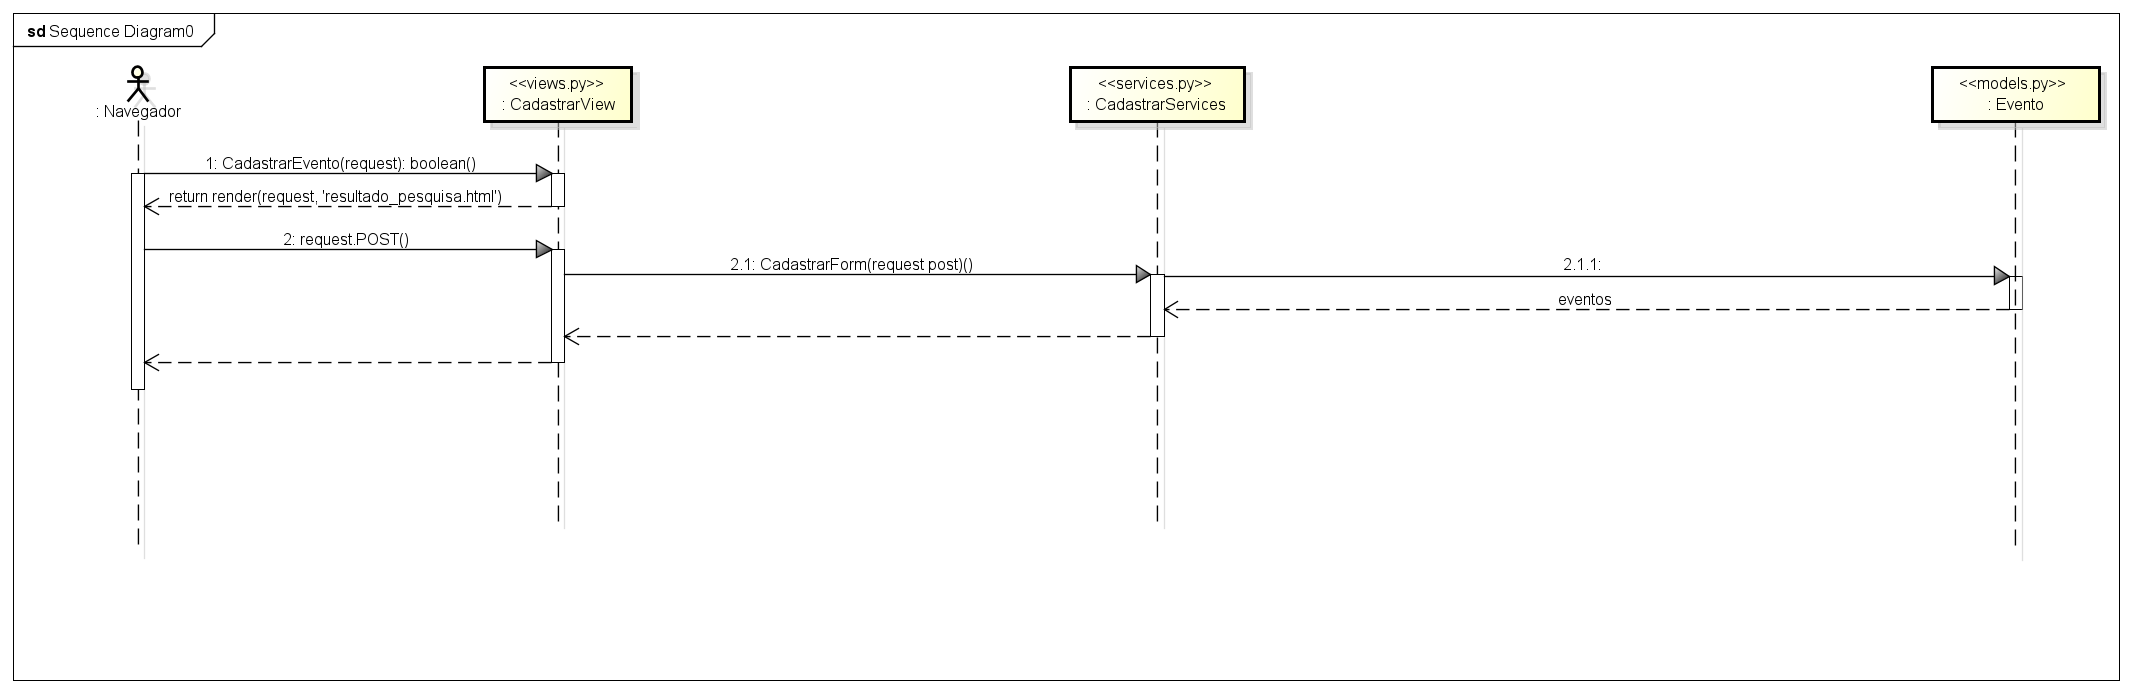 sd Sequence Diagram0
: Navegador
<<views.py>>
: CadastrarView
<<services.py>>
: CadastrarServices
<<models.py>>
: Evento
1: CadastrarEvento(request): boolean()
return render(request, 'resultado_pesquisa.html')
2: request.POST()
2.1: CadastrarForm(request post)()
2.1.1:
eventos